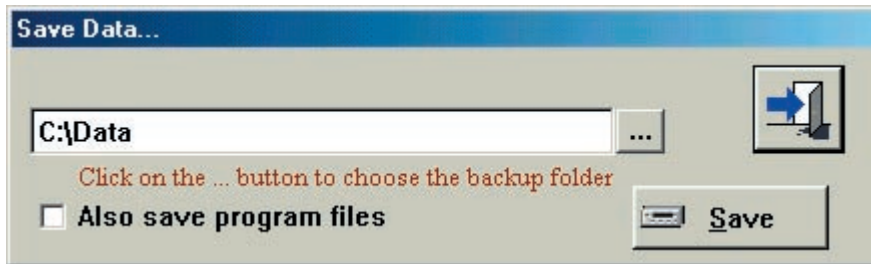 Save Data...
C:\Data
...
Click on the ... button to choose the backup folder
Also save program files
Save